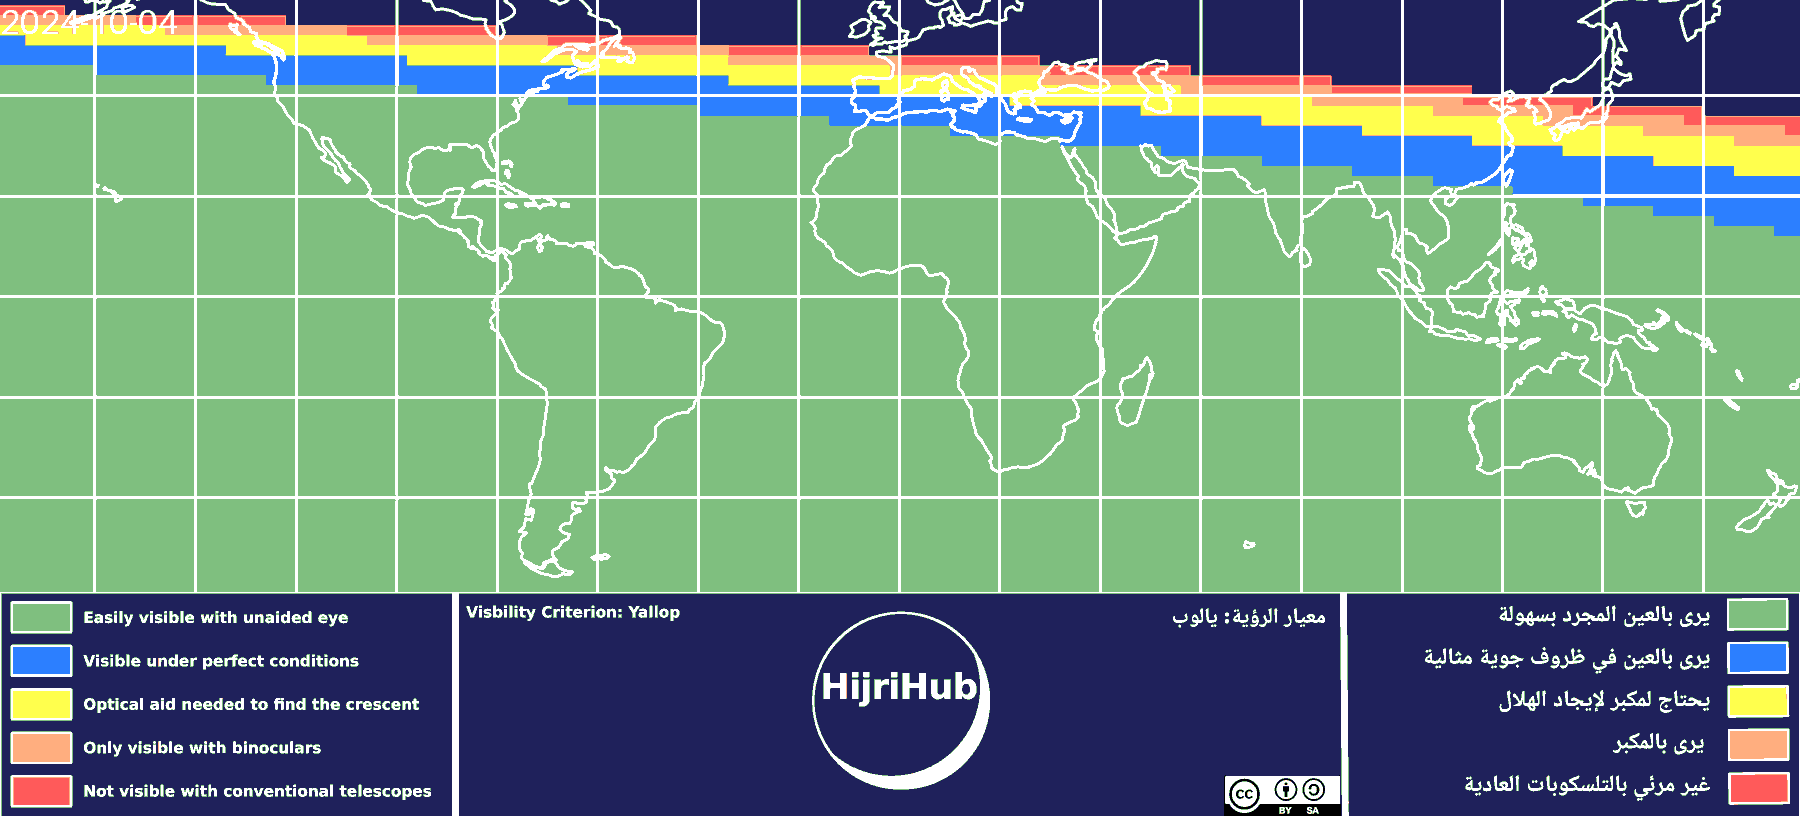 2024-10-04
Easily visible with unaided eye
Visible under perfect conditions
Optical aid needed to find the crescent
Only visible with binoculars
Not visible with conventional telescopes
Visbility Criterion: Yallop
معيار الرؤية: يالوب
HijriHub
cc
BY SA
يرى بالعين المجرد بسهولة
يرى بالعين في ظروف جوية مثالية
يحتاج لمكبر لإيجاد الهلال
يرى بالمكبر
غير مرئي بالتلسكوبات العادية